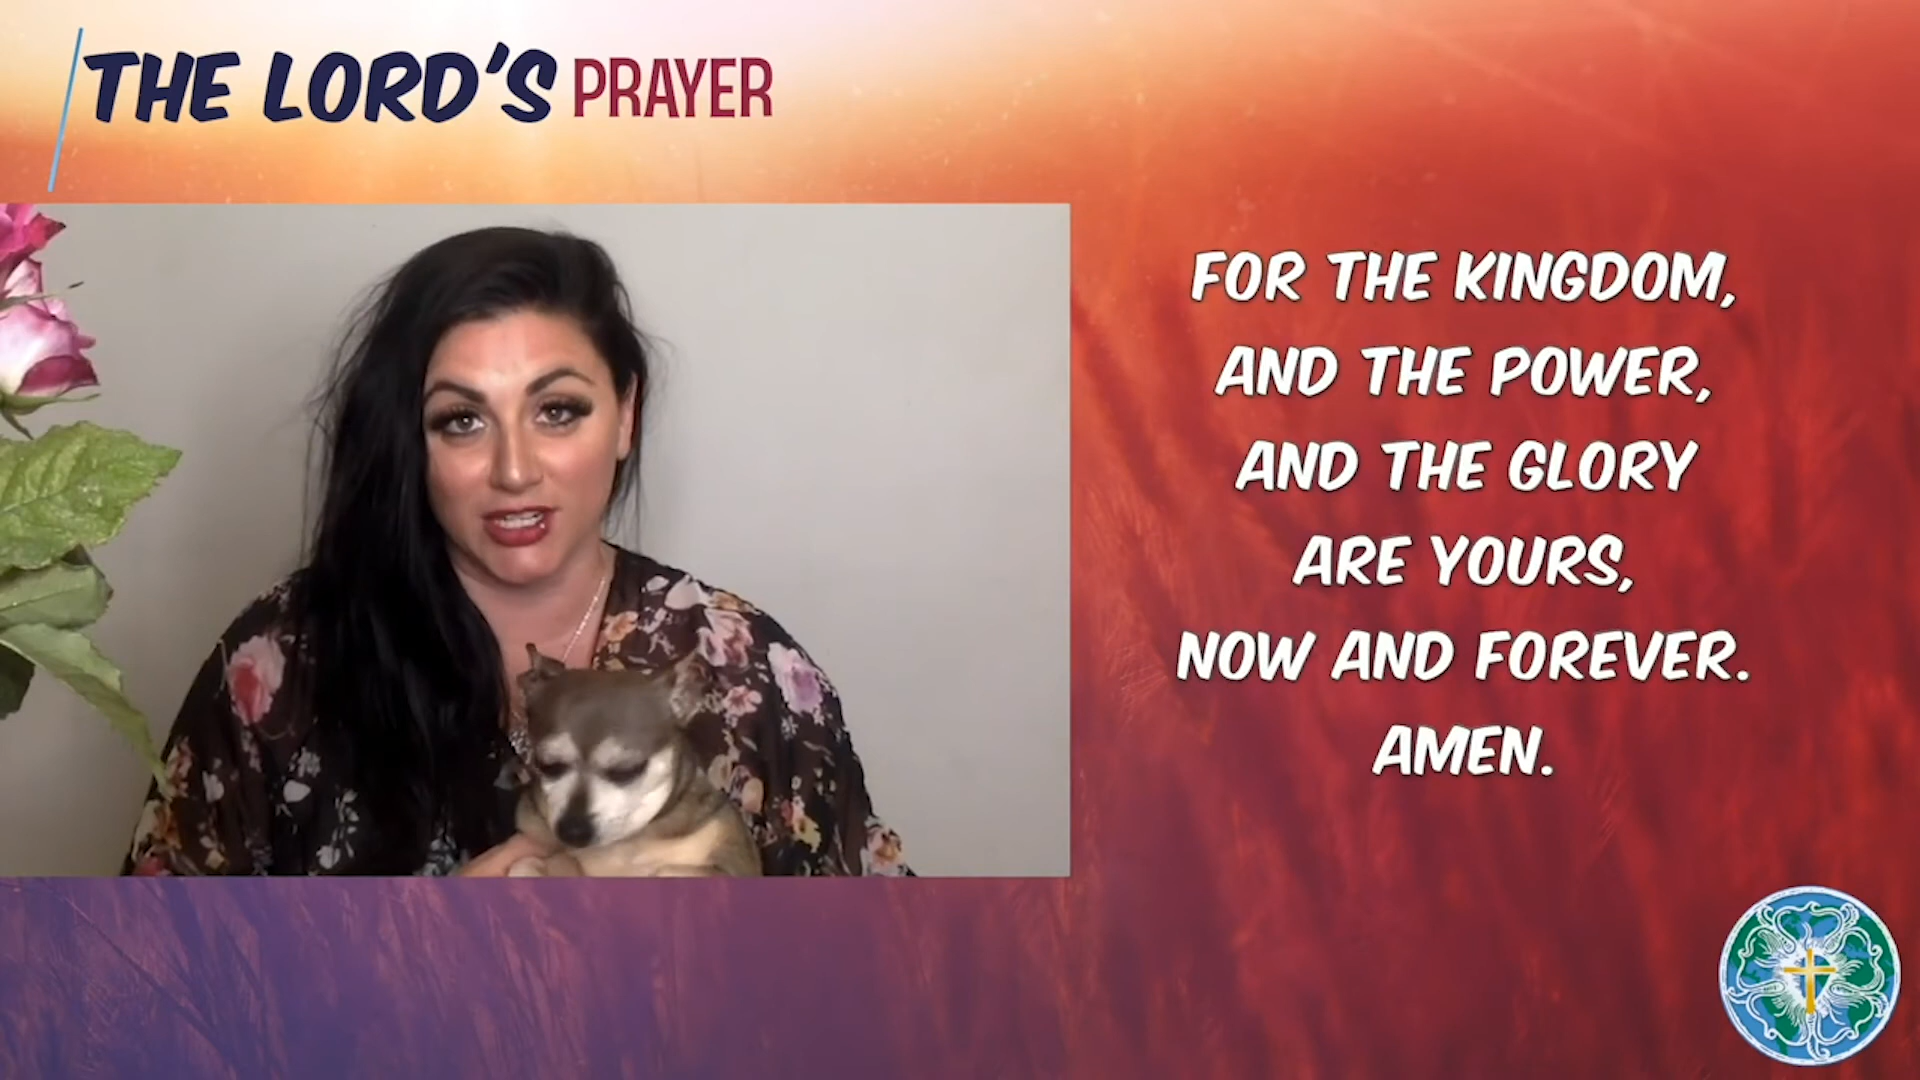 THE LORD'S PRAYER
FOR THE KINGDOM,
AND THE POWER,
AND THE GLORY
ARE YOURS,
NOW AND FOREVER.
AMEN.